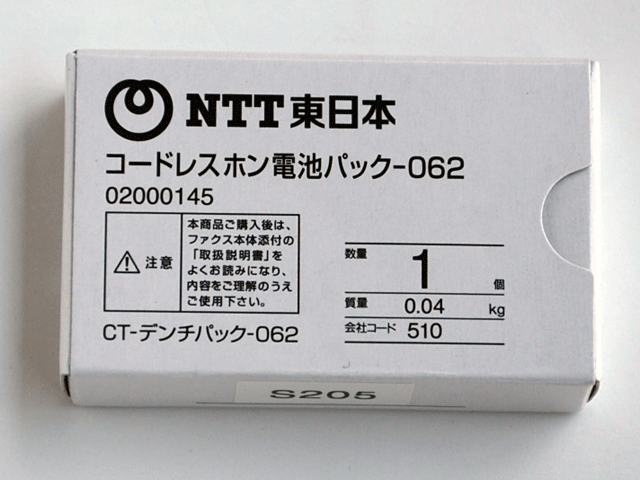 NTT東日本
コードレスホン電池パック-062
02000145
注意
本商品ご購入後は、
ファクス本体添付の
「取扱説明書」を
よくお読みになり、
内容をご理解のうえ
ご使用下さい。
数量 1 個
質量 0.04 kg
会社コード 510
CT-デンチパック-062
S205